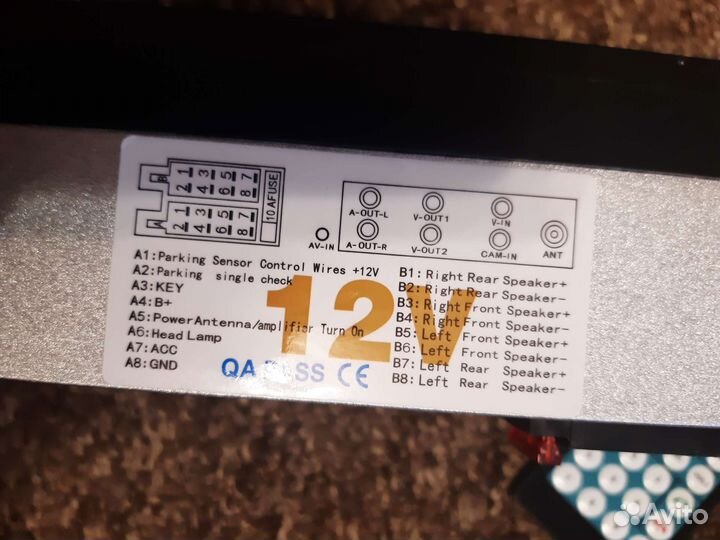 B
2 4 6 8
1 3 5 7
A
2 4 6 8
1 3 5 7
10 AFUSE
AV-IN
A-OUT-L
V-OUT1
V-IN
A-OUT-R
V-OUT2
CAM-IN
ANT
A1:Parking Sensor Control Wires +12V
A2:Parking single check
A3:KEY
A4:B+
A5:PowerAntenna/amplifier Turn On
A6:Head Lamp
A7:ACC
A8:GND
B1: Right Rear Speaker+
B2: Right Rear Speaker-
B3: Right Front Speaker+
B4: Right Front Speaker-
B5: Left Front Speaker+
B6: Left Front Speaker-
B7: Left Rear Speaker+
B8: Left Rear Speaker-
12V
QA PASS CE
Avito